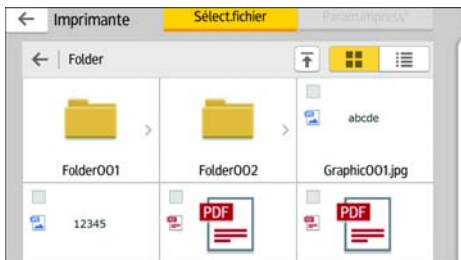 Imprimante
Sélect.fichier
Folder
abcde
Folder001
Folder002
Graphic001.jpg
12345
PDF
PDF